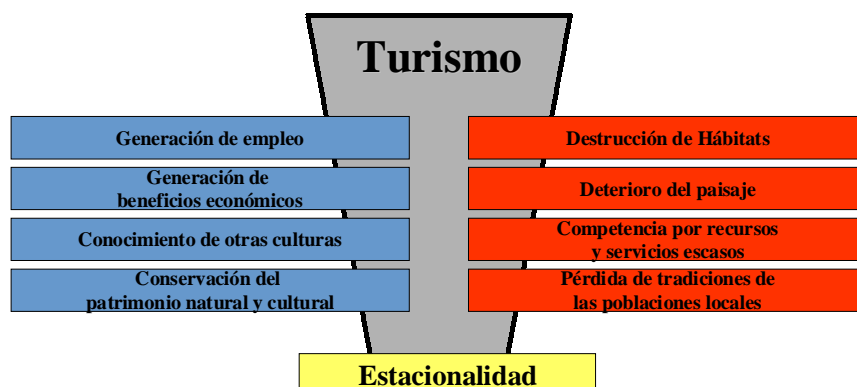 Turismo
Generación de empleo
Generación de
beneficios económicos
Conocimiento de otras culturas
Conservación del
patrimonio natural y cultural
Destrucción de Hábitats
Deterioro del paisaje
Competencia por recursos
y servicios escasos
Pérdida de tradiciones de
las poblaciones locales
Estacionalidad